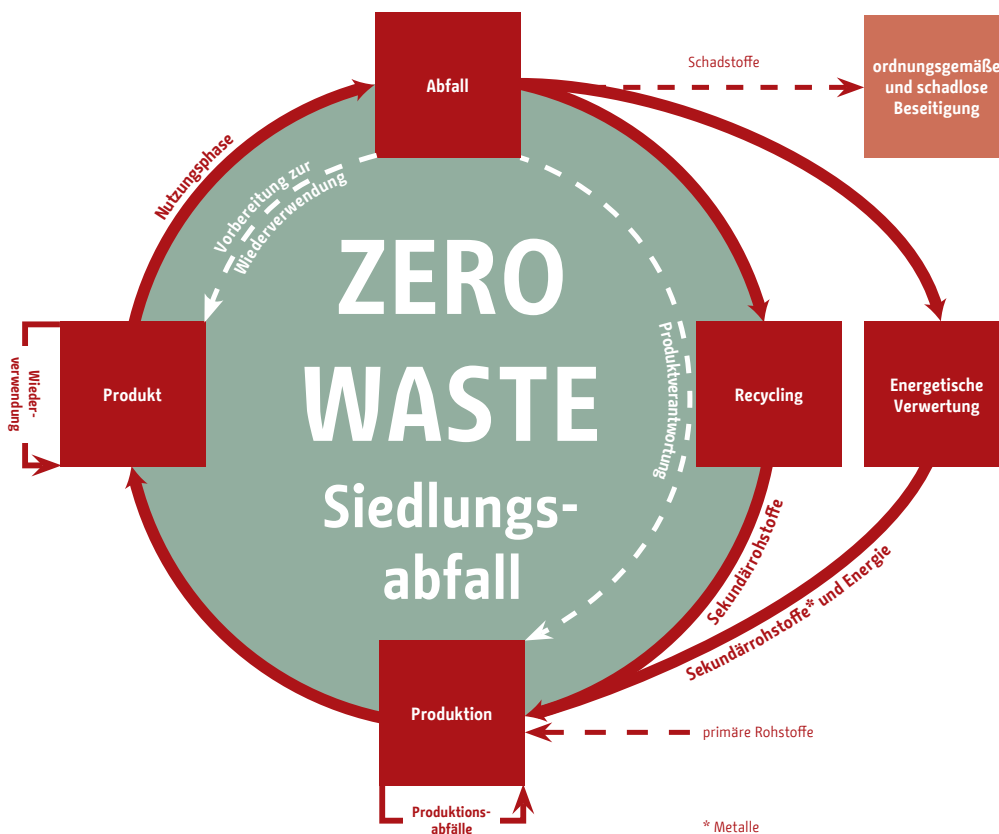 Abfall
Schadstoffe
ordnungsgemäße
und schadlose
Beseitigung
Nutzungsphase
Vorbereitung zur
Wiederverwendung
ZERO
WASTE
Siedlungs-
abfall
Produktverantwortung
Wieder-
verwendung
Produkt
Recycling
Energetische
Verwertung
Sekundärrohstoffe
Sekundärrohstoffe* und Energie
Produktion
primäre Rohstoffe
Produktions-
abfälle
* Metalle